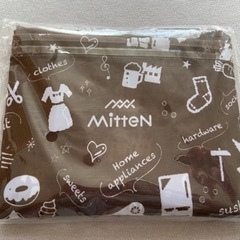 clothes
MitteN
hardware
Home
appliances
sweets